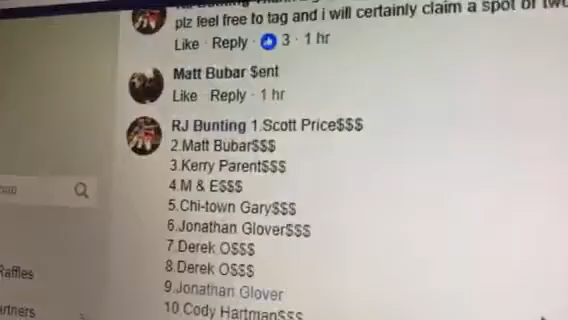 plz feel free to tag and i will certainly claim a spot or two
Like · Reply · 3 · 1 hr
Matt Bubar $ent
Like · Reply · 1 hr
RJ Bunting 1.Scott Price$$$
2.Matt Bubar$$$
3.Kerry Parent$$$
4.M & E$$$
5.Chi-town Gary$$$
6.Jonathan Glover$$$
7.Derek O$$$
8.Derek O$$$
9.Jonathan Glover
10.Cody Hartman$$$
Raffles